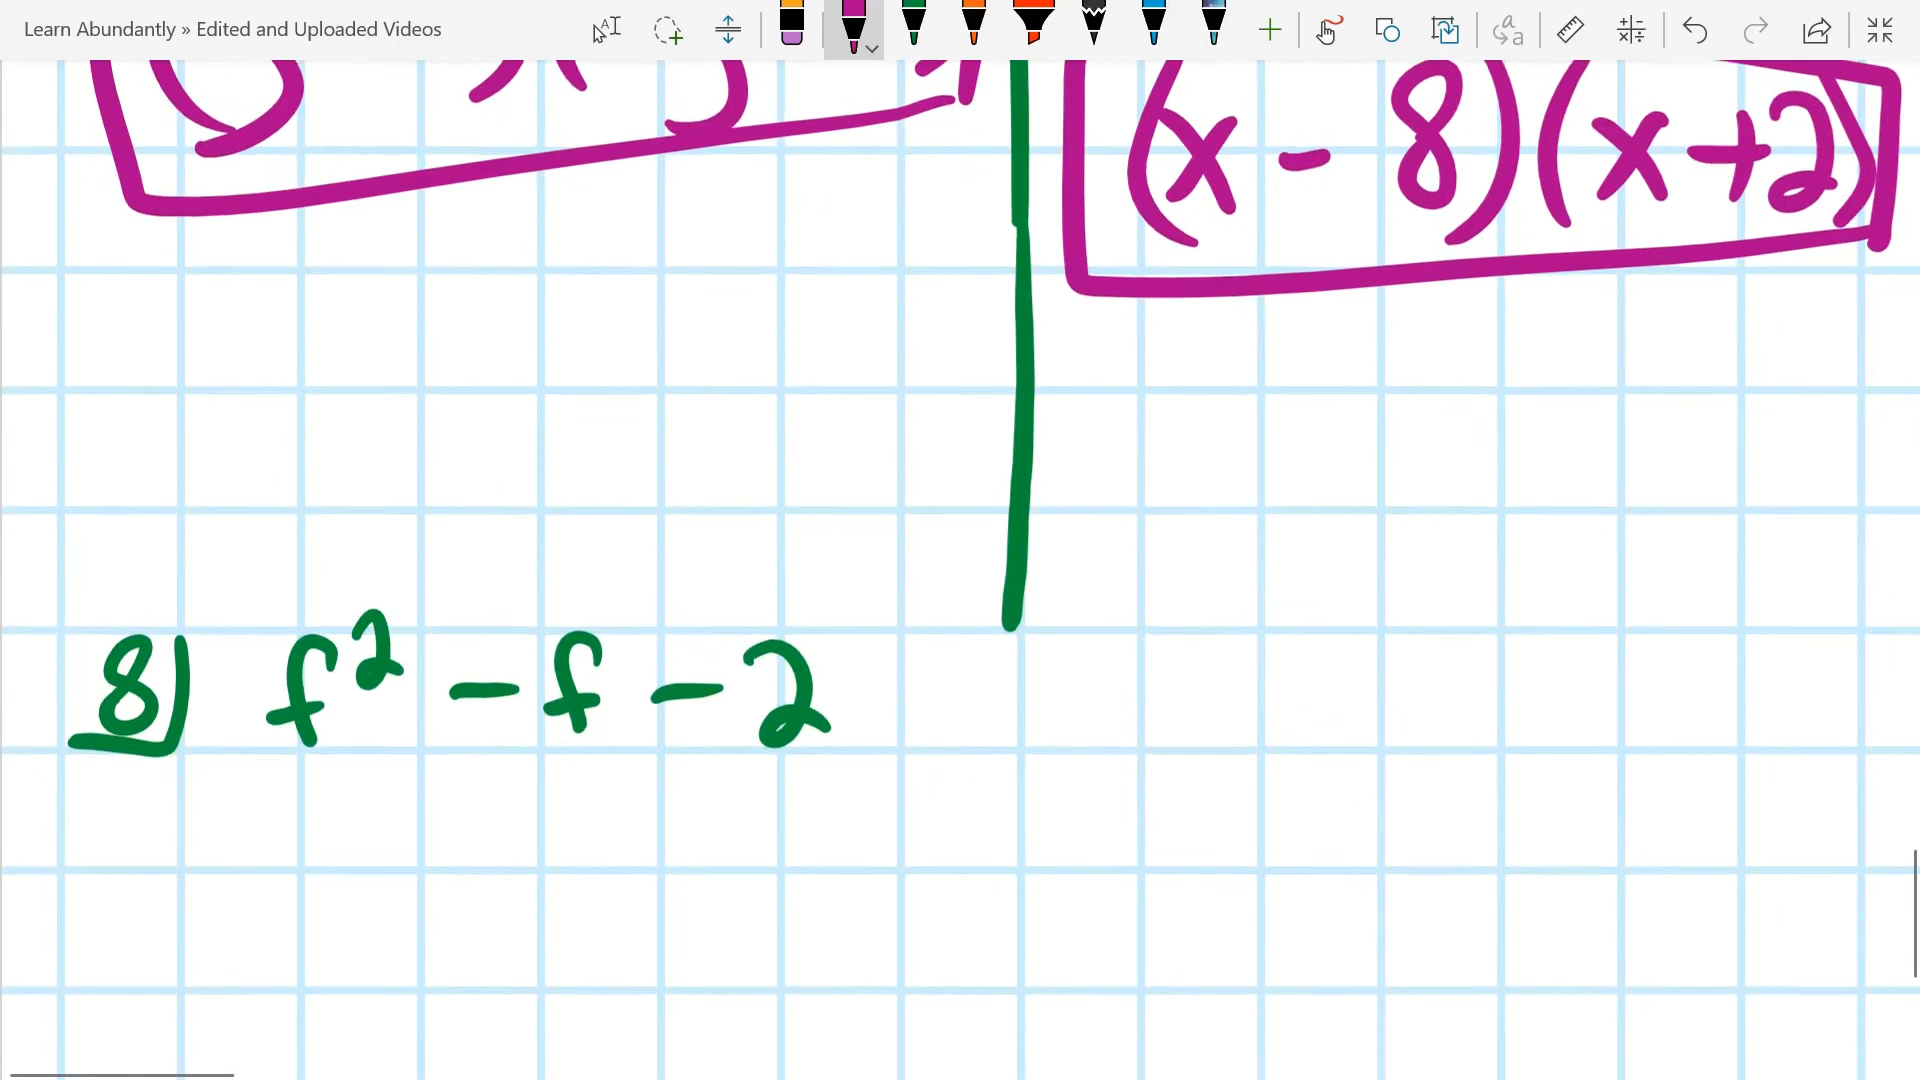 Learn Abundantly » Edited and Uploaded Videos
(x - 8)(x + 2)
8) f² - f - 2